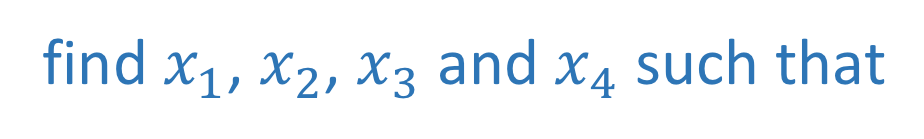 find x₁, x₂, x₃ and x₄ such that